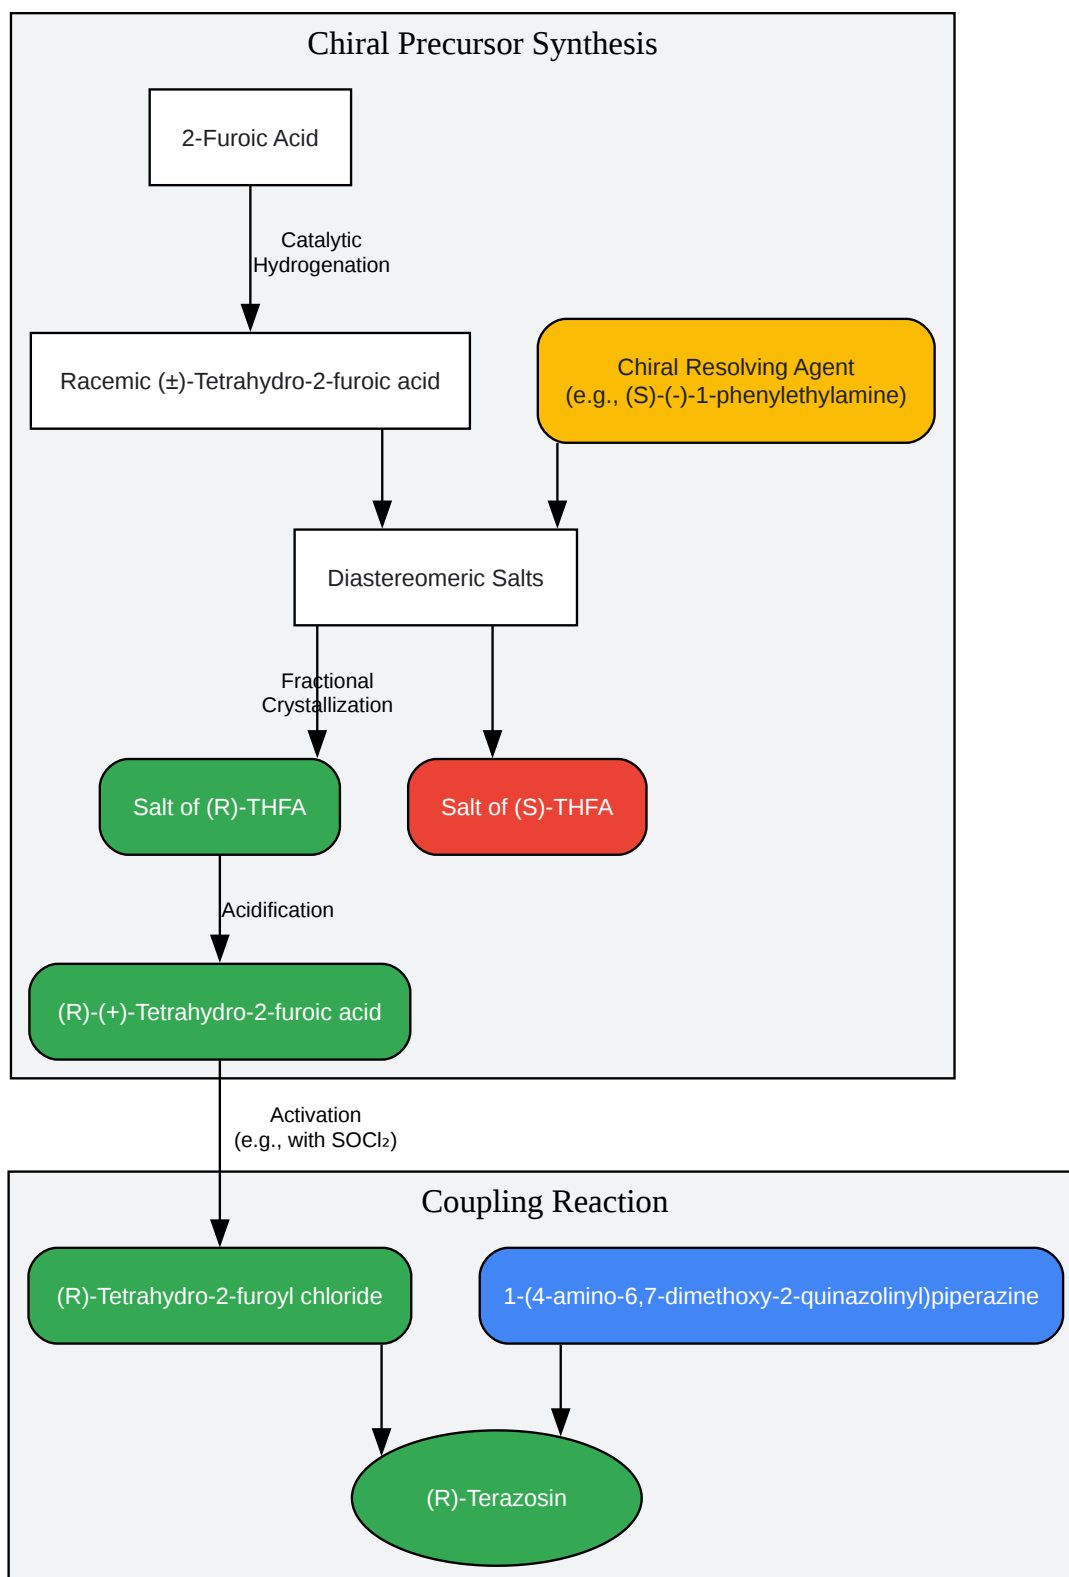 Chiral Precursor Synthesis
2-Furoic Acid
Catalytic
Hydrogenation
Racemic (±)-Tetrahydro-2-furoic acid
Chiral Resolving Agent
(e.g., (S)-(-)-1-phenylethylamine)
Diastereomeric Salts
Fractional
Crystallization
Salt of (R)-THFA
Salt of (S)-THFA
Acidification
(R)-(+)-Tetrahydro-2-furoic acid
Activation
(e.g., with SOCl₂)
Coupling Reaction
(R)-Tetrahydro-2-furoyl chloride
1-(4-amino-6,7-dimethoxy-2-quinazolinyl)piperazine
(R)-Terazosin